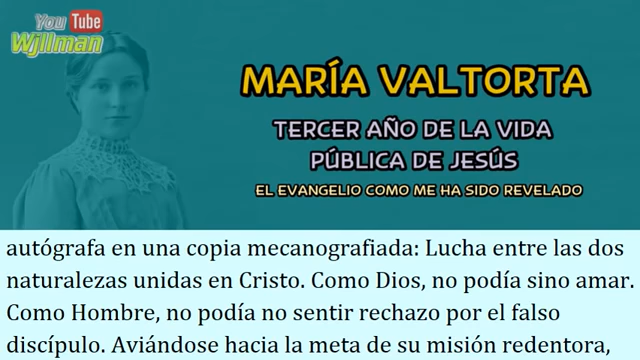 You Tube
Wjllman
MARÍA VALTORTA
TERCER AÑO DE LA VIDA
PÚBLICA DE JESÚS
EL EVANGELIO COMO ME HA SIDO REVELADO
autógrafa en una copia mecanografiada: Lucha entre las dos
naturalezas unidas en Cristo. Como Dios, no podía sino amar.
Como Hombre, no podía no sentir rechazo por el falso
discípulo. Aviándose hacia la meta de su misión redentora,